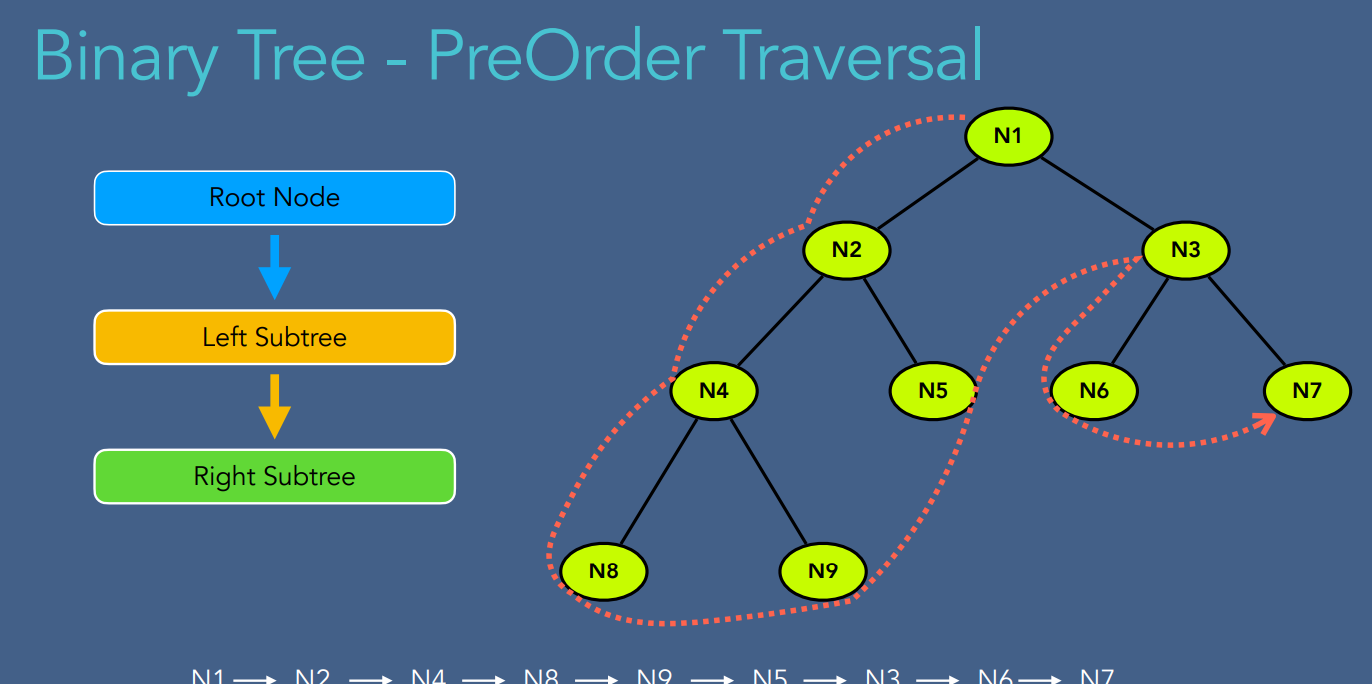 Binary Tree - PreOrder Traversal
N1
Root Node
N2
N3
Left Subtree
N4
N5
N6
N7
Right Subtree
N8
N9
N1 → N2 → N4 → N8 → N9 → N5 → N3 → N6 → N7